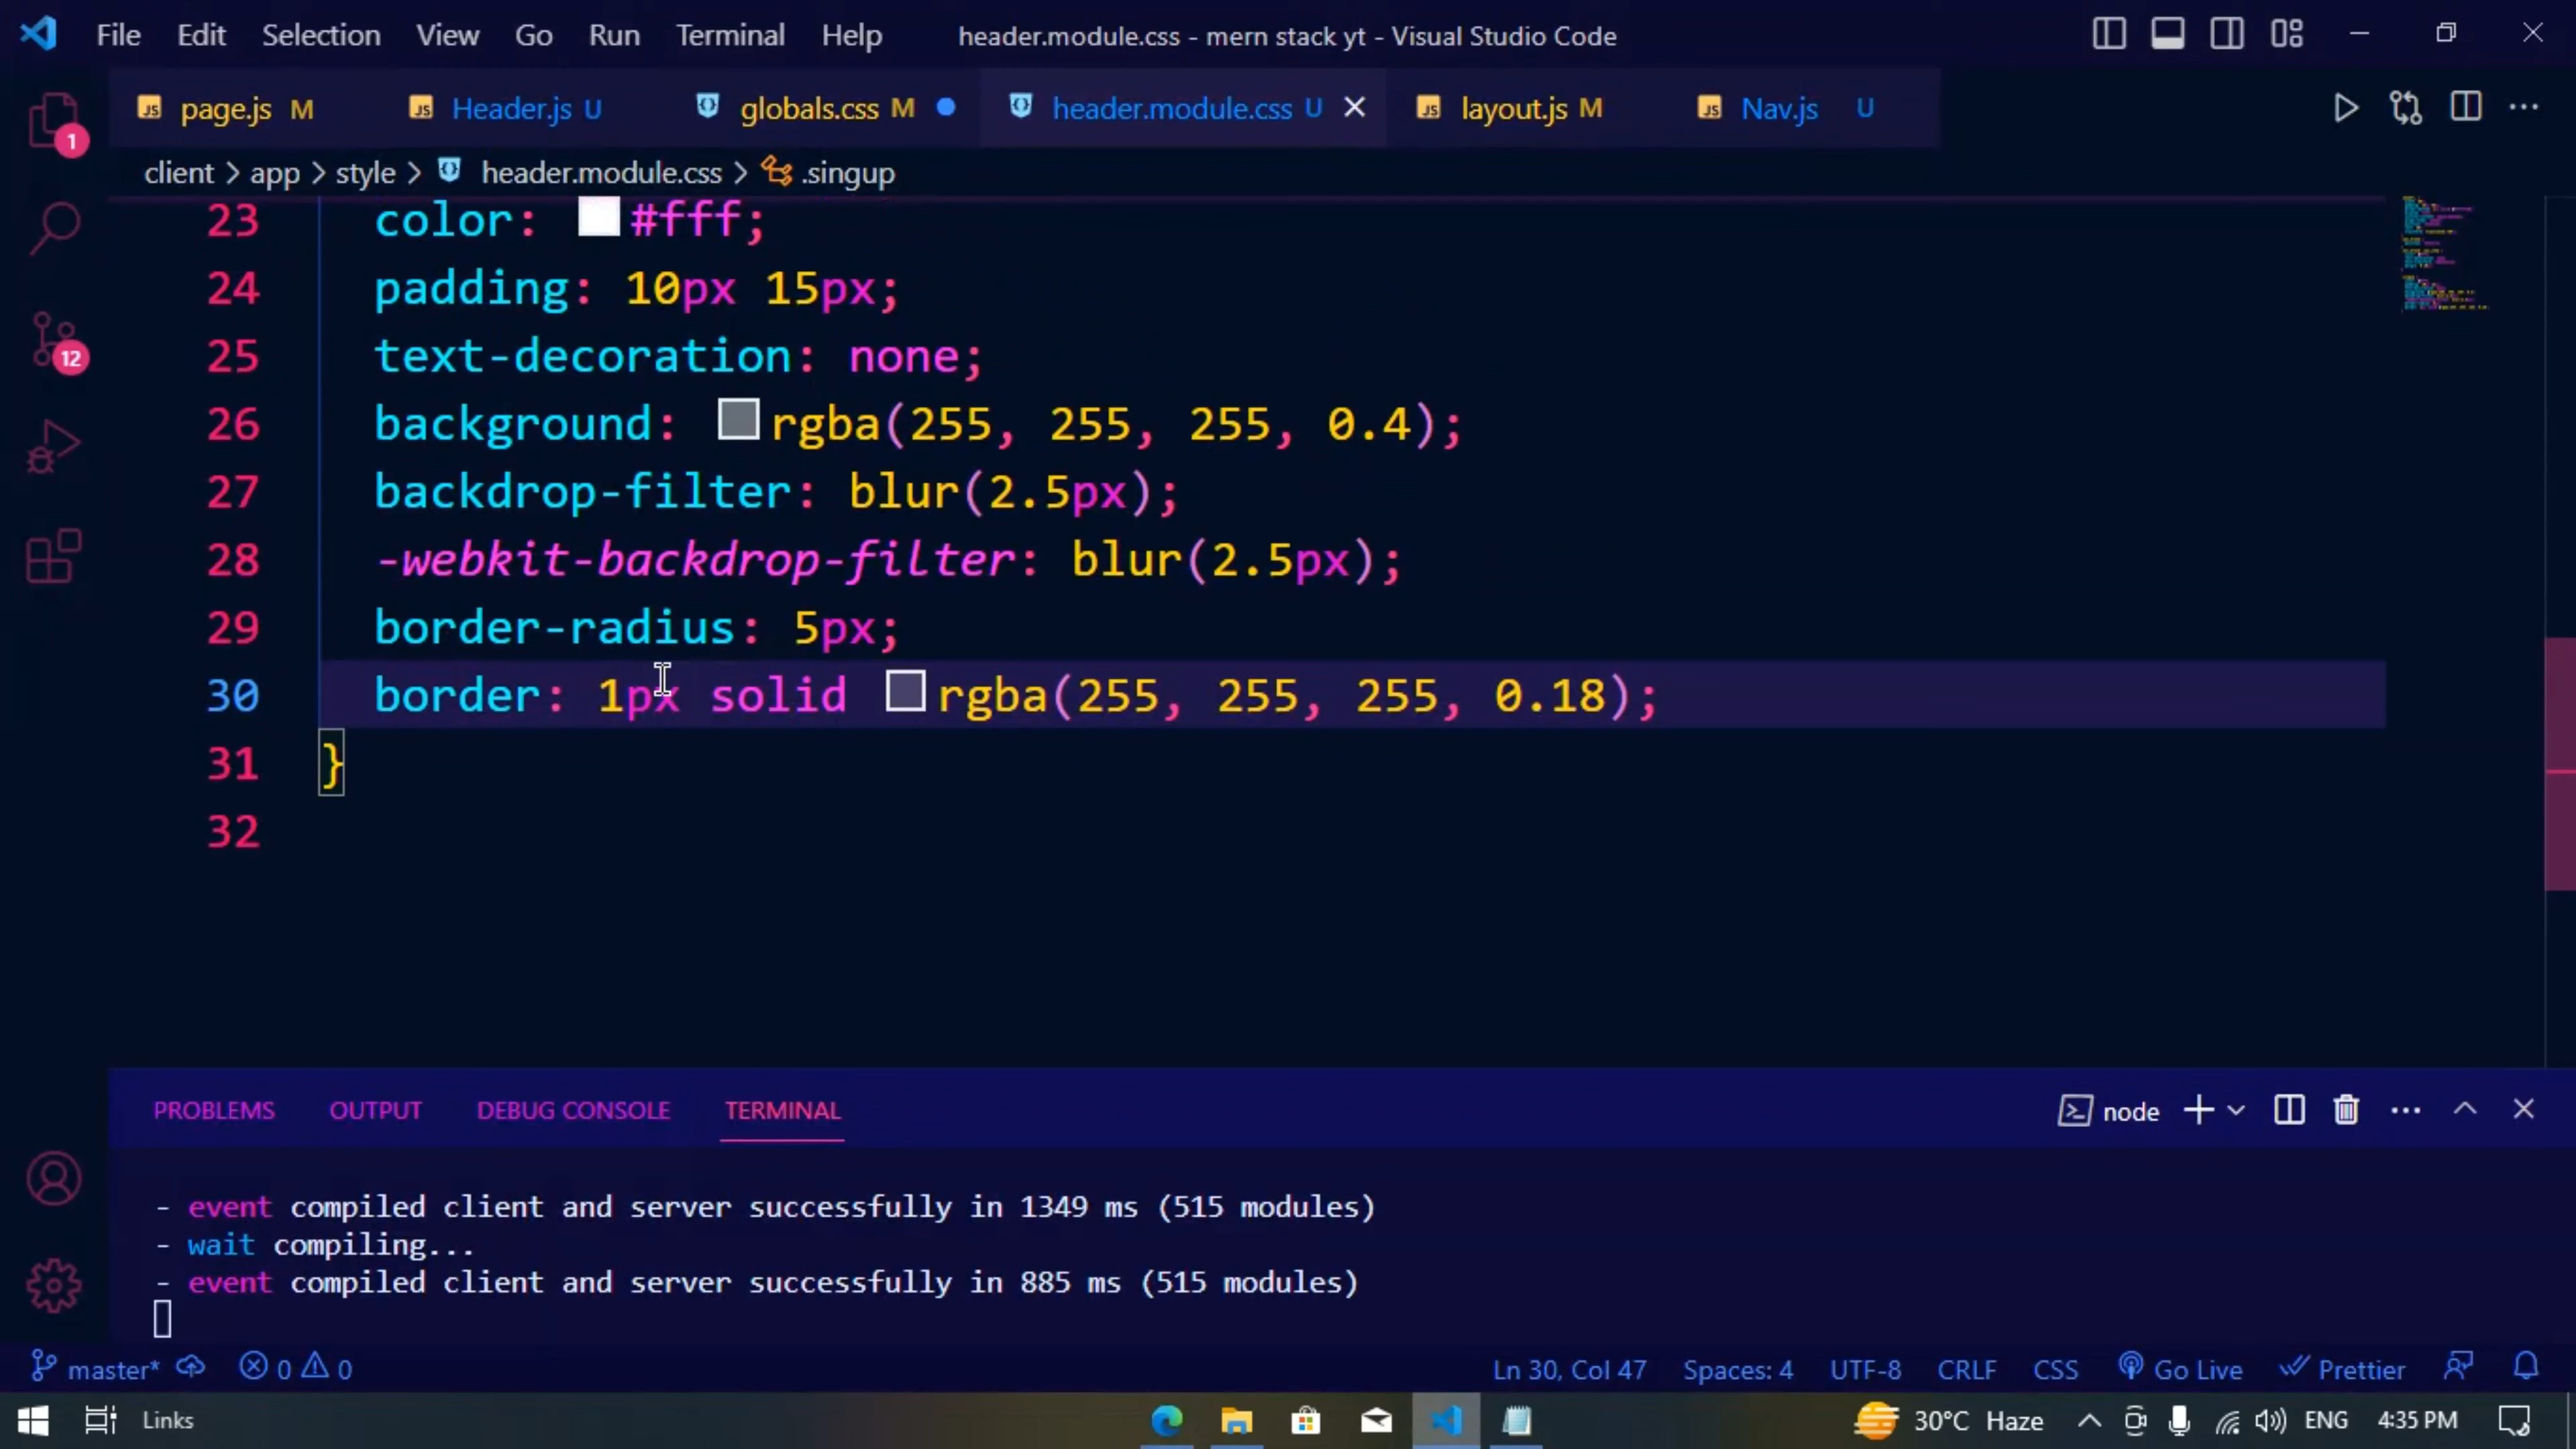 File Edit Selection View Go Run Terminal Help header.module.css - mern stack yt - Visual Studio Code
page.js M Header.js U globals.css M header.module.css U layout.js M Nav.js U
client > app > style > header.module.css > .singup
23 color: #fff;
24 padding: 10px 15px;
25 text-decoration: none;
26 background: rgba(255, 255, 255, 0.4);
27 backdrop-filter: blur(2.5px);
28 -webkit-backdrop-filter: blur(2.5px);
29 border-radius: 5px;
30 border: 1px solid rgba(255, 255, 255, 0.18);
31 }
32
1
12
PROBLEMS OUTPUT DEBUG CONSOLE TERMINAL node
- event compiled client and server successfully in 1349 ms (515 modules)
- wait compiling...
- event compiled client and server successfully in 885 ms (515 modules)
master* 0 0 Ln 30, Col 47 Spaces: 4 UTF-8 CRLF CSS Go Live Prettier
Links 30°C Haze ENG 4:35 PM